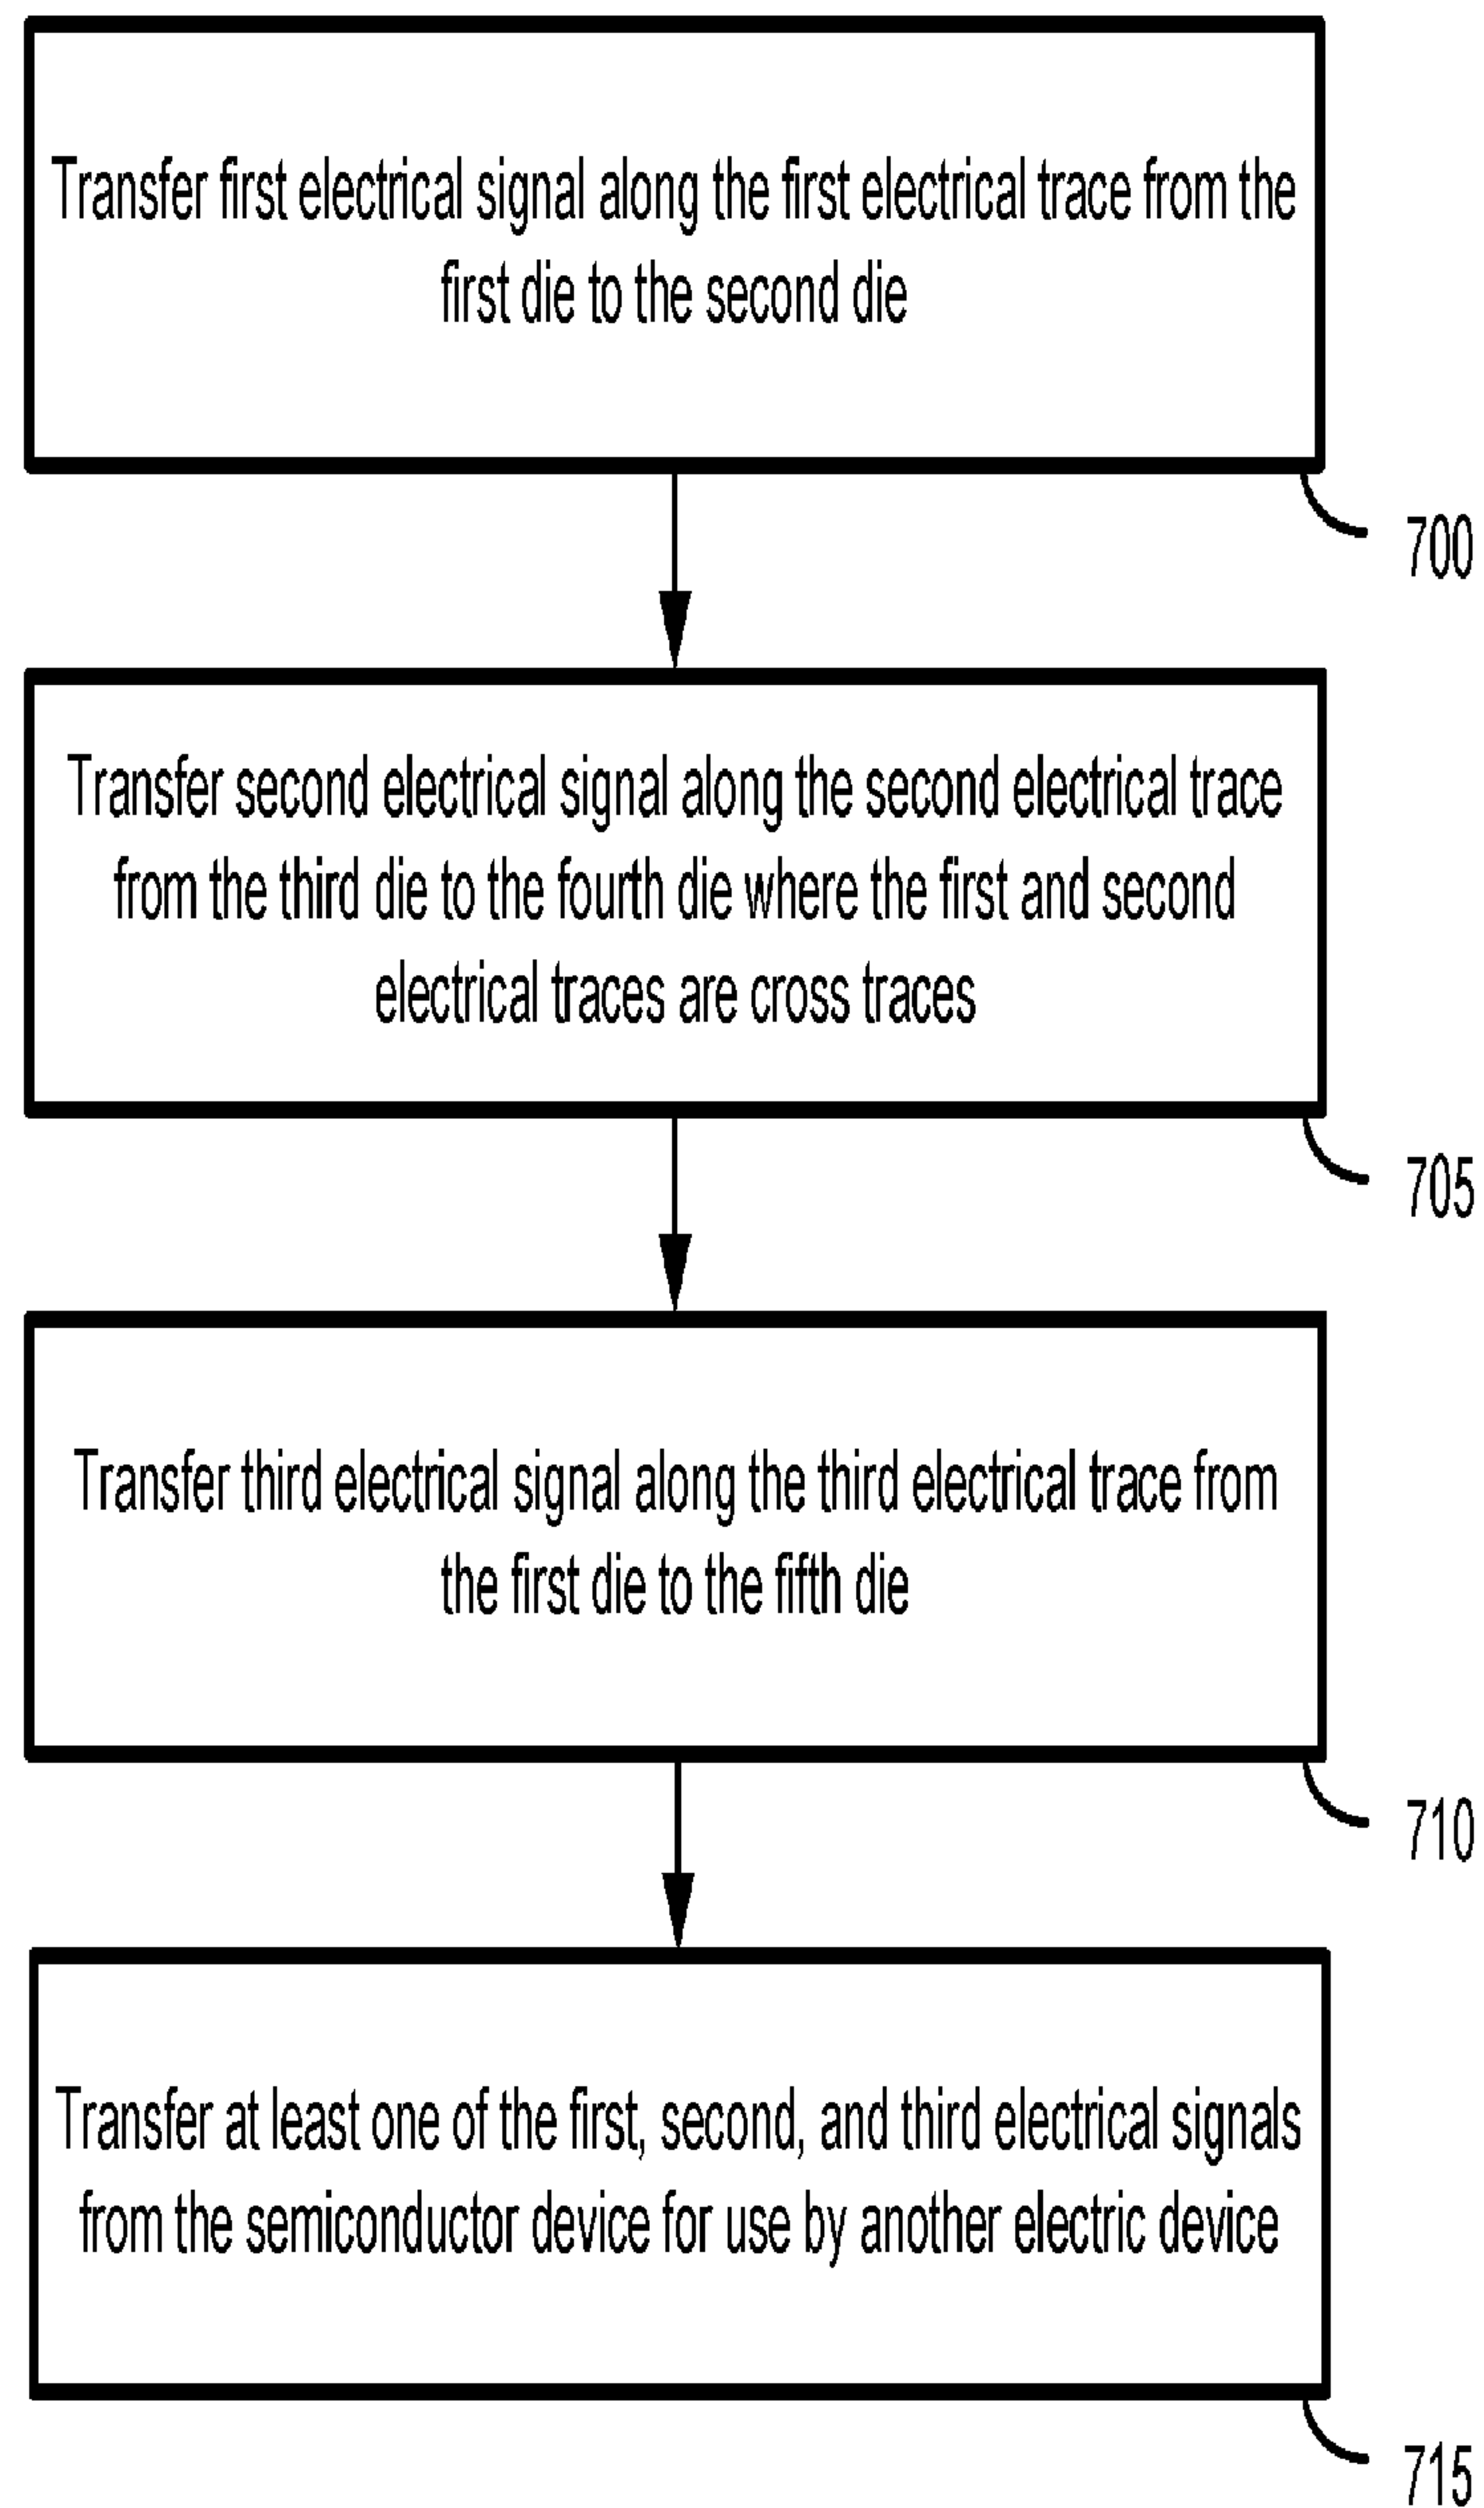 Transfer first electrical signal along the first electrical trace from the
first die to the second die
700
Transfer second electrical signal along the second electrical trace
from the third die to the fourth die where the first and second
electrical traces are cross traces
705
Transfer third electrical signal along the third electrical trace from
the first die to the fifth die
710
Transfer at least one of the first, second, and third electrical signals
from the semiconductor device for use by another electric device
715